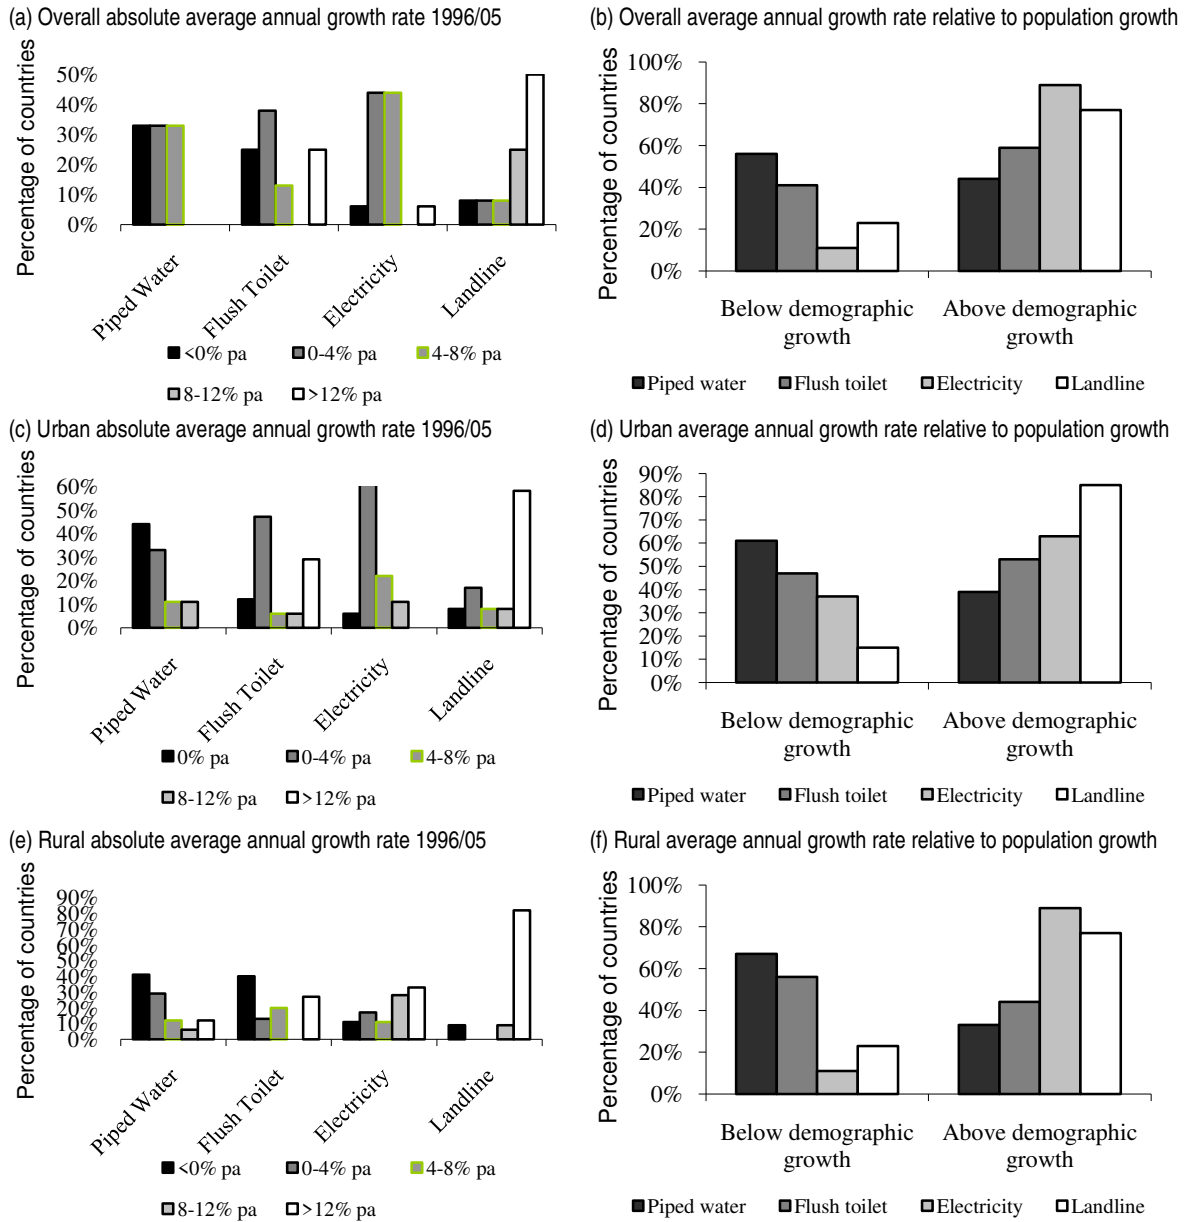 (a) Overall absolute average annual growth rate 1996/05
Percentage of countries
50%
40%
30%
20%
10%
0%
Piped Water
Flush Toilet
Electricity
Landline
<0% pa
0-4% pa
4-8% pa
8-12% pa
>12% pa
(b) Overall average annual growth rate relative to population growth
Percentage of countries
100%
80%
60%
40%
20%
0%
Below demographic growth
Above demographic growth
Piped water
Flush toilet
Electricity
Landline
(c) Urban absolute average annual growth rate 1996/05
Percentage of countries
60%
50%
40%
30%
20%
10%
0%
Piped Water
Flush Toilet
Electricity
Landline
0% pa
0-4% pa
4-8% pa
8-12% pa
>12% pa
(d) Urban average annual growth rate relative to population growth
Percentage of countries
90%
80%
70%
60%
50%
40%
30%
20%
10%
0%
Below demographic growth
Above demographic growth
Piped water
Flush toilet
Electricity
Landline
(e) Rural absolute average annual growth rate 1996/05
Percentage of countries
90%
80%
70%
60%
50%
40%
30%
20%
10%
0%
Piped Water
Flush Toilet
Electricity
Landline
<0% pa
0-4% pa
4-8% pa
8-12% pa
>12% pa
(f) Rural average annual growth rate relative to population growth
Percentage of countries
100%
80%
60%
40%
20%
0%
Below demographic growth
Above demographic growth
Piped water
Flush toilet
Electricity
Landline